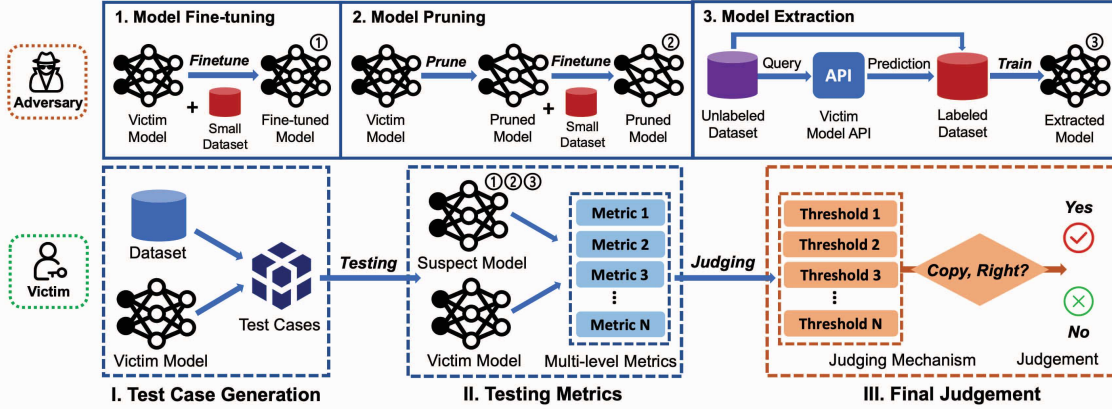 Adversary
1. Model Fine-tuning
①
Finetune
+
Victim
Model
Small
Dataset
Fine-tuned
Model
2. Model Pruning
②
Prune
Finetune
+
Victim
Model
Pruned
Model
Small
Dataset
Pruned
Model
3. Model Extraction
③
Query
API
Prediction
Train
Unlabeled
Dataset
Victim
Model API
Labeled
Dataset
Extracted
Model
Victim
Dataset
Victim Model
Test Cases
I. Test Case Generation
Testing
①②③
Suspect Model
Victim Model
Metric 1
Metric 2
Metric 3
⋮
Metric N
Multi-level Metrics
II. Testing Metrics
Judging
Threshold 1
Threshold 2
Threshold 3
⋮
Threshold N
Judging Mechanism
Copy, Right?
Yes
No
Judgement
III. Final Judgement